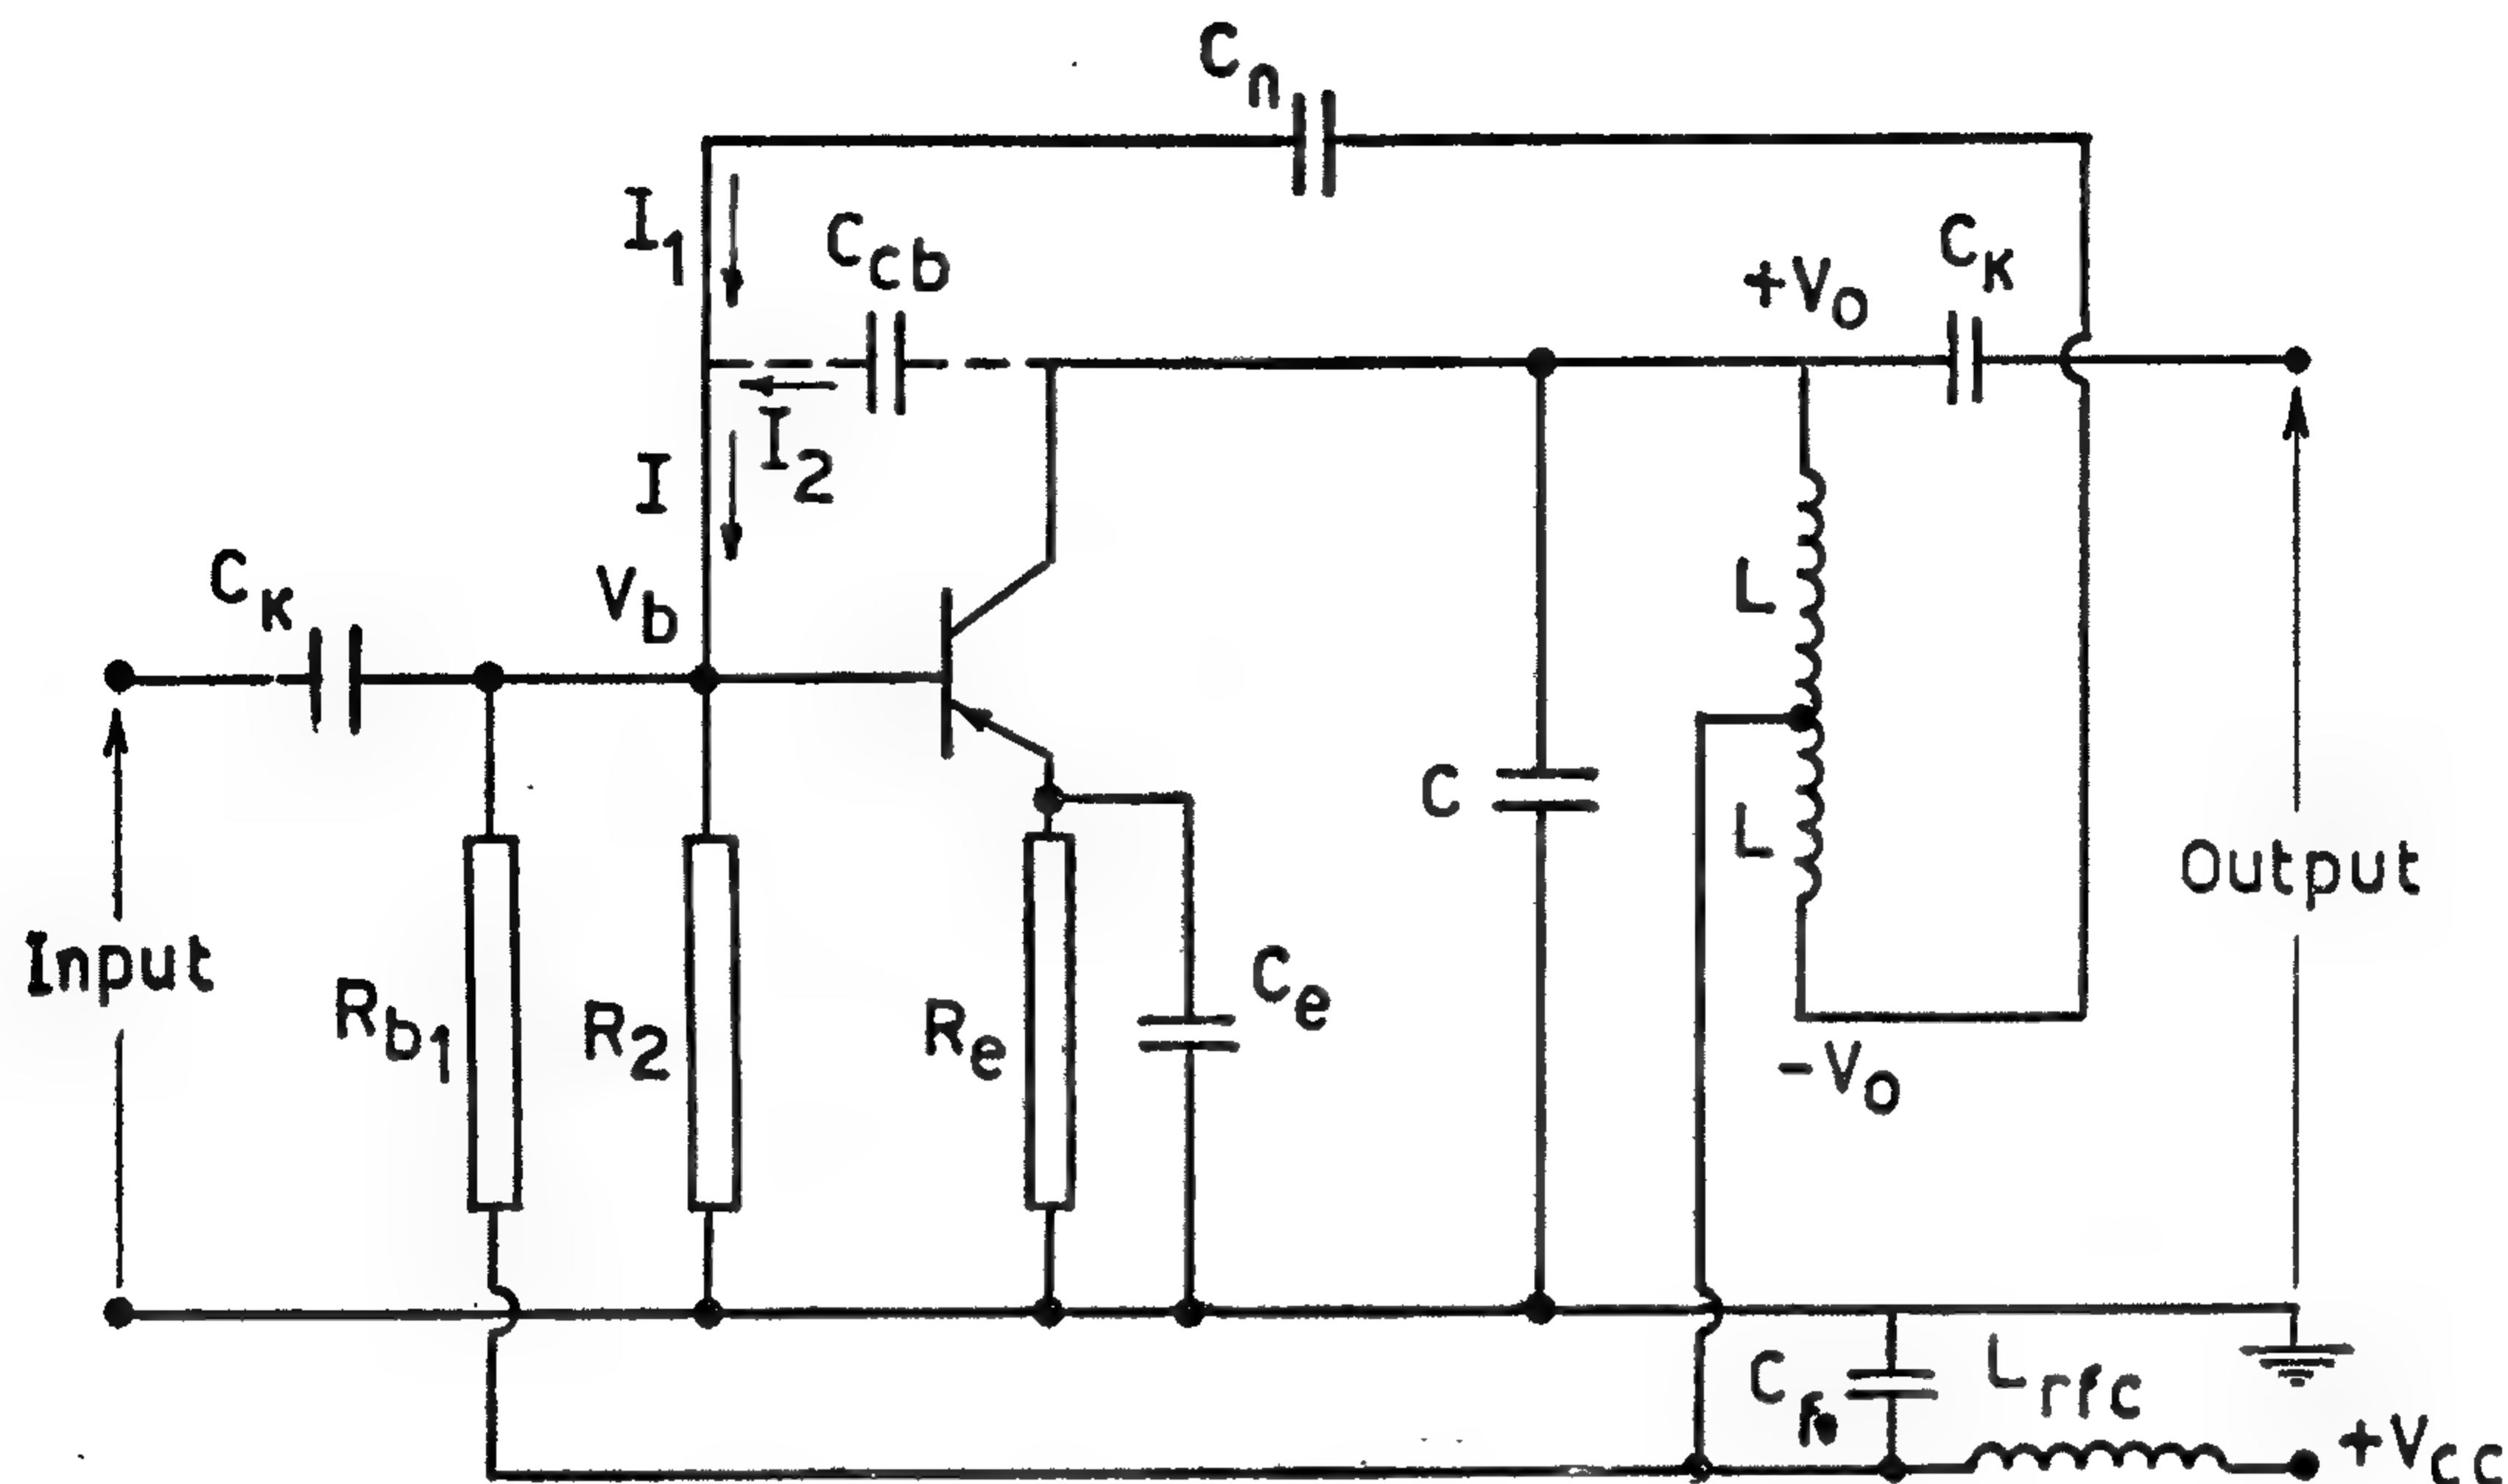 Cn
I1
Ccb
+Vo
CK
I2
I
CK
Vb
L
C
L
Output
Input
Rb1
R2
Re
Ce
-Vo
Lrfc
+Vcc